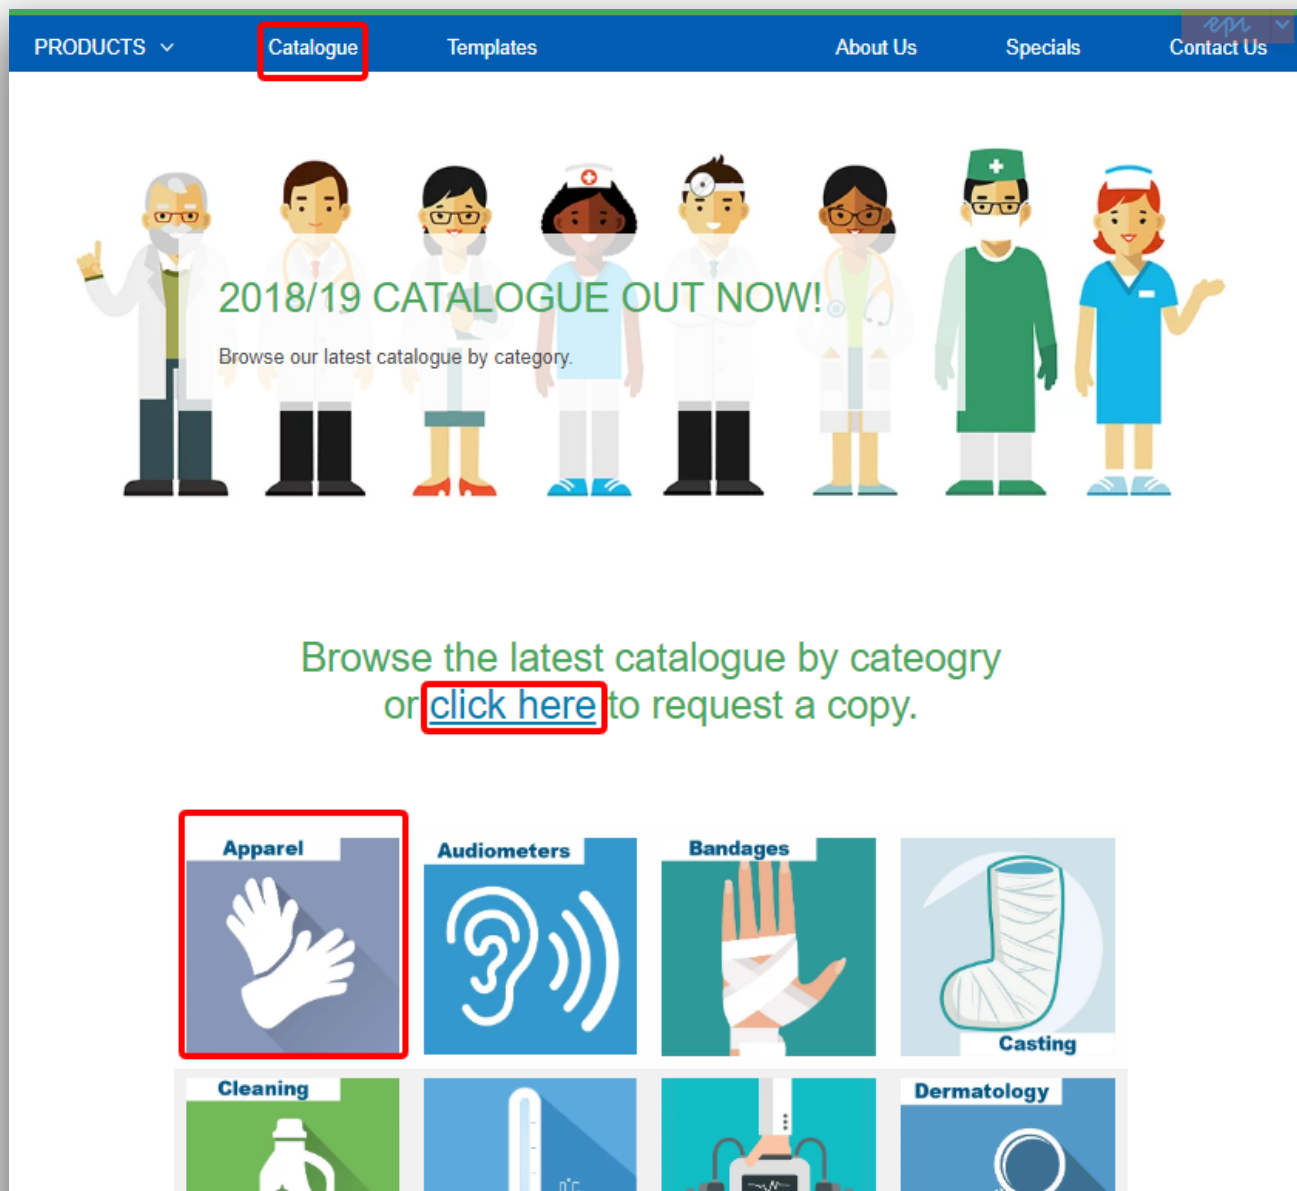 PRODUCTS Catalogue Templates About Us Specials Contact Us
epi
2018/19 CATALOGUE OUT NOW!
Browse our latest catalogue by category.
Browse the latest catalogue by cateogry
or click here to request a copy.
Apparel Audiometers Bandages
Casting
Cleaning Dermatology
°C